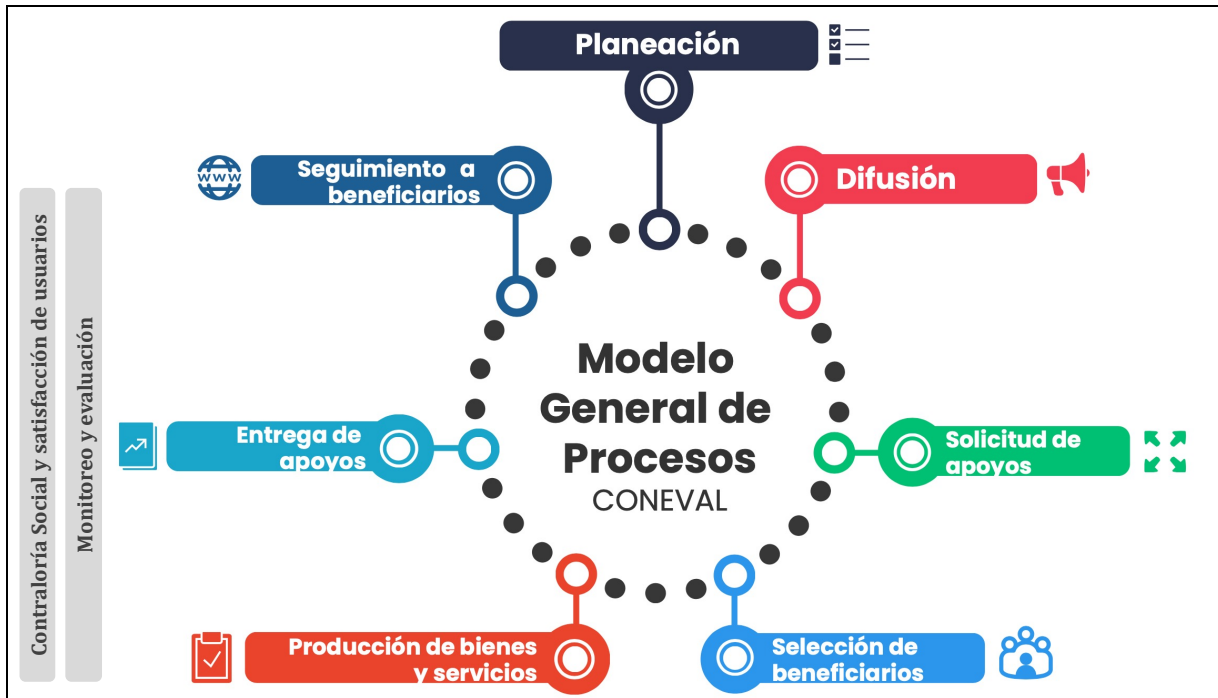 Planeación
Seguimiento a
beneficiarios
www
Difusión
Contraloría Social y satisfacción de usuarios
Monitoreo y evaluación
Modelo
General de
Procesos
CONEVAL
Entrega de
apoyos
Solicitud de
apoyos
Producción de bienes
y servicios
Selección de
beneficiarios